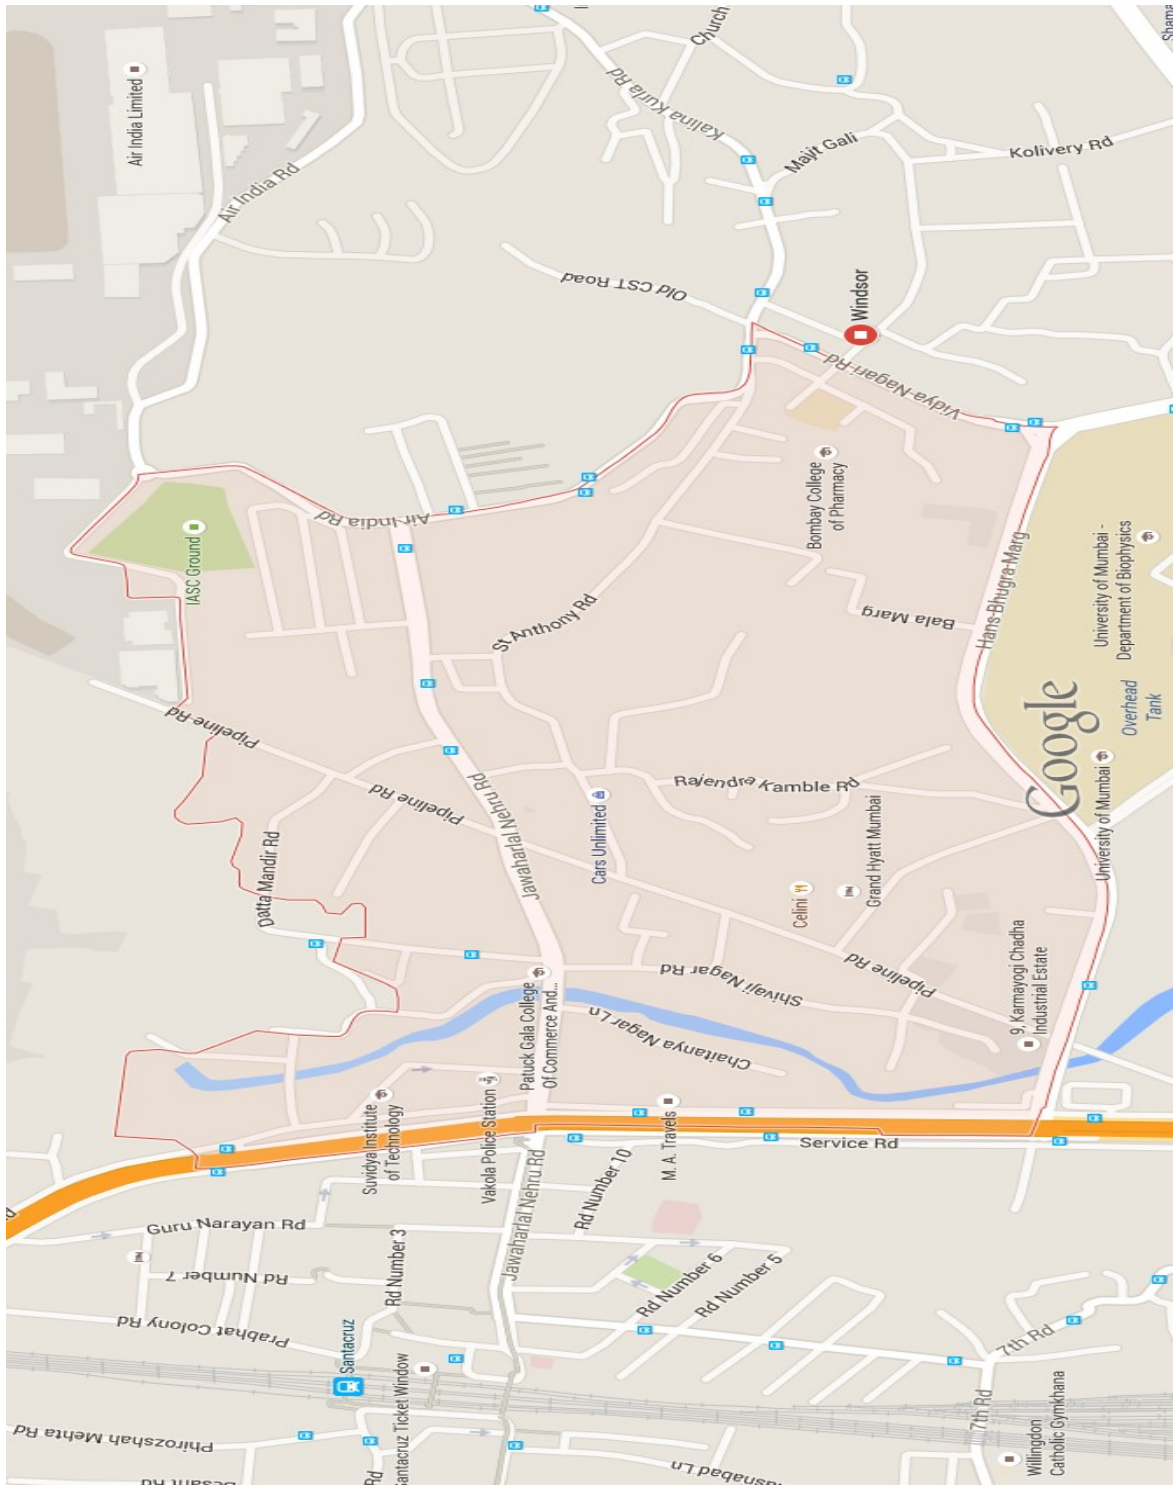 Shama
Church
Kalina Kurla Rd
Air India Limited
Air India Rd
Majit Gali
Kolivery Rd
Old CST Road
Windsor
Vidya Nagari Rd
IASC Ground
Air India Rd
Bombay College
of Pharmacy
University of Mumbai -
Department of Biophysics
Hans Bhugra Marg
Bala Marg
St Anthony Rd
Overhead
Tank
Google
Pipeline Rd
Pipeline Rd
Jawaharlal Nehru Rd
Rajendra Kamble Rd
Cars Unlimited
University of Mumbai
Grand Hyatt Mumbai
Celini
Datta Mandir Rd
Pipeline Rd
Shivaji Nagar Rd
9, Karmayogi Chadha
Industrial Estate
Patuck Gala College
Of Commerce And...
Chaitanya Nagar Ln
Suvidya Institute
of Technology
Vakola Police Station
M. A. Travels
Service Rd
Jawaharlal Nehru Rd
Rd Number 10
Guru Narayan Rd
Rd Number 3
Rd Number 7
Rd Number 6
Rd Number 5
Prabhat Colony Rd
Santacruz
Santacruz Ticket Window
7th Rd
7th Rd
Phirozshah Mehta Rd
Willingdon
Catholic Gymkhana
Rd